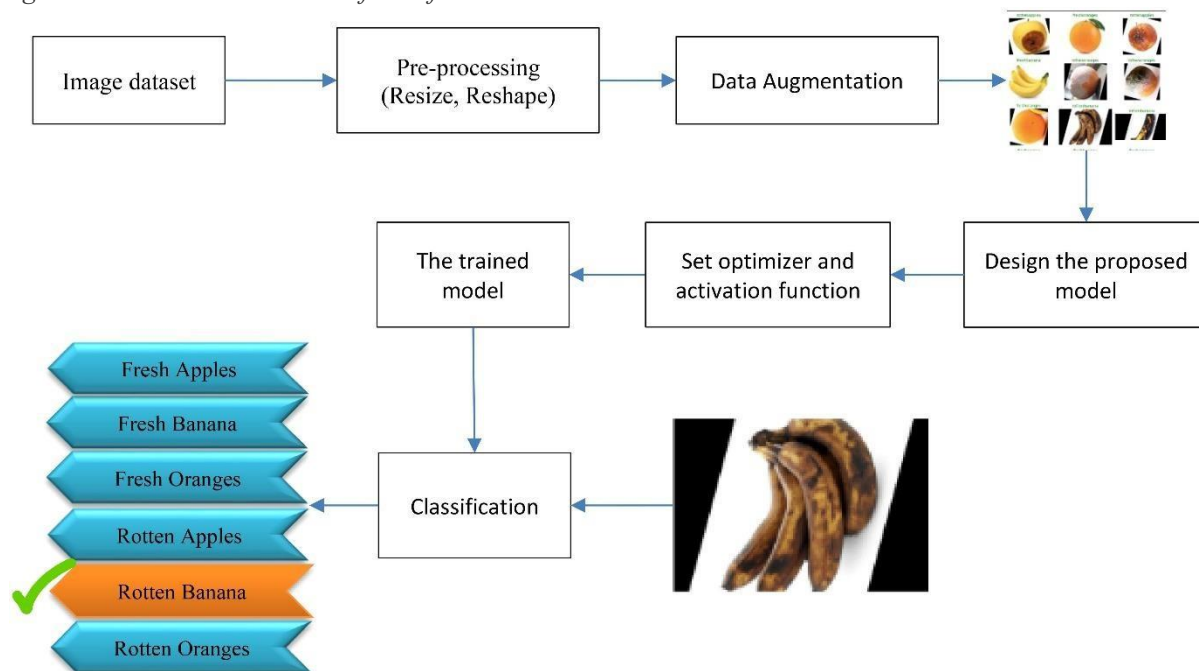 Image dataset
Pre-processing
(Resize, Reshape)
Data Augmentation
The trained
model
Set optimizer and
activation function
Design the proposed
model
Fresh Apples
Fresh Banana
Fresh Oranges
Rotten Apples
Rotten Banana
Rotten Oranges
Classification